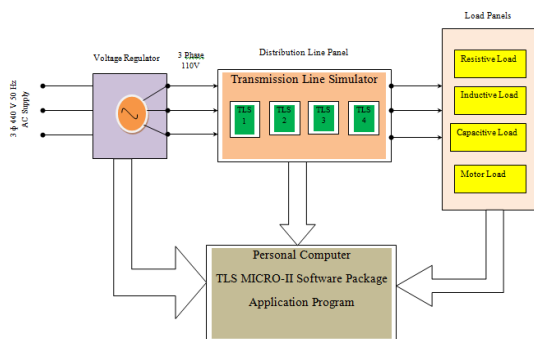 Load Panels
Voltage Regulator
3 Phase
110V
Distribution Line Panel
3 ϕ 440 V 50 Hz
AC Supply
Transmission Line Simulator
TLS
1
TLS
2
TLS
3
TLS
4
Resistive Load
Inductive Load
Capacitive Load
Motor Load
Personal Computer
TLS MICRO-II Software Package
Application Program